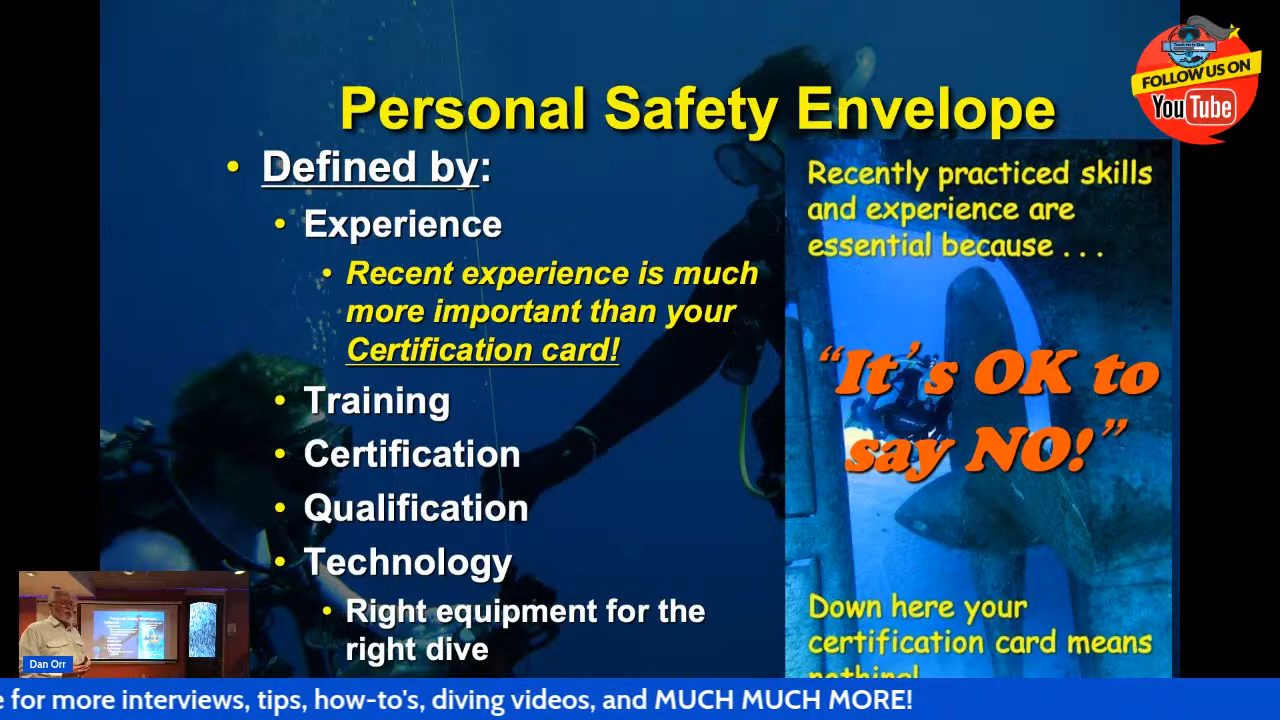 Personal Safety Envelope
FOLLOW US ON
YouTube
• Defined by:
• Experience
• Recent experience is much
more important than your
Certification card!
• Training
• Certification
• Qualification
• Technology
• Right equipment for the
right dive
Recently practiced skills
and experience are
essential because . . .
“It’s OK to
say NO!”
Down here your
certification card means
nothing!
Dan Orr
e for more interviews, tips, how-to's, diving videos, and MUCH MUCH MORE!